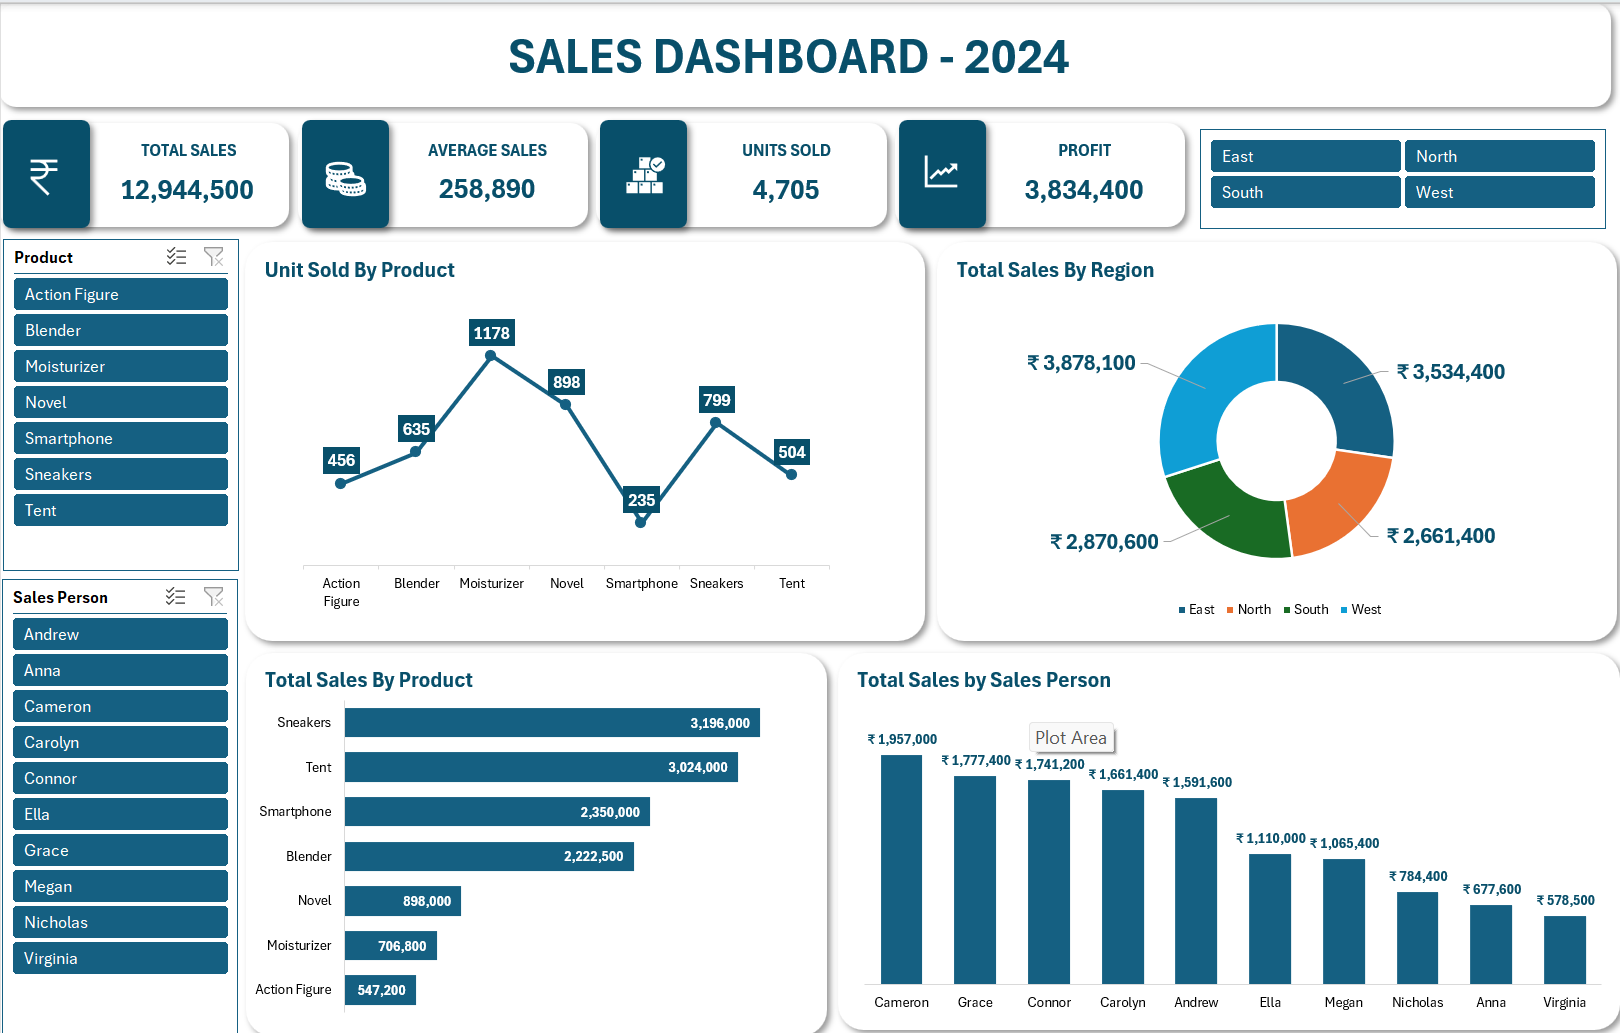 SALES DASHBOARD - 2024
TOTAL SALES
12,944,500
AVERAGE SALES
258,890
UNITS SOLD
4,705
PROFIT
3,834,400
East
North
South
West
Product
Action Figure
Blender
Moisturizer
Novel
Smartphone
Sneakers
Tent
Sales Person
Andrew
Anna
Cameron
Carolyn
Connor
Ella
Grace
Megan
Nicholas
Virginia
Unit Sold By Product
456
635
1178
898
235
799
504
Action
Figure
Blender
Moisturizer
Novel
Smartphone
Sneakers
Tent
Total Sales By Region
₹ 3,878,100
₹ 3,534,400
₹ 2,870,600
₹ 2,661,400
East
North
South
West
Total Sales By Product
Sneakers 3,196,000
Tent 3,024,000
Smartphone 2,350,000
Blender 2,222,500
Novel 898,000
Moisturizer 706,800
Action Figure 547,200
Total Sales by Sales Person
Plot Area
₹ 1,957,000
₹ 1,777,400
₹ 1,741,200
₹ 1,661,400
₹ 1,591,600
₹ 1,110,000
₹ 1,065,400
₹ 784,400
₹ 677,600
₹ 578,500
Cameron
Grace
Connor
Carolyn
Andrew
Ella
Megan
Nicholas
Anna
Virginia